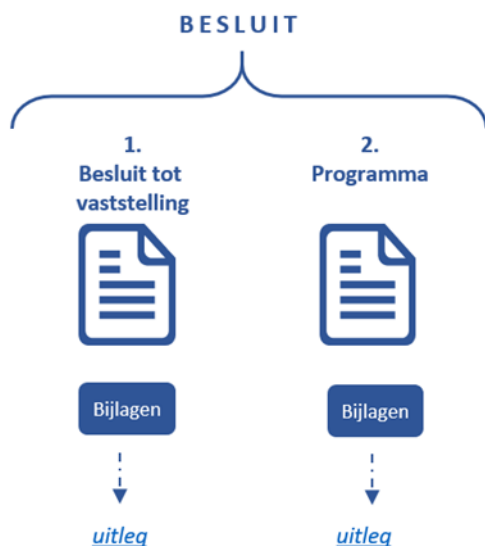 BESLUIT
1.
Besluit tot
vaststelling
2.
Programma
Bijlagen
Bijlagen
uitleg
uitleg